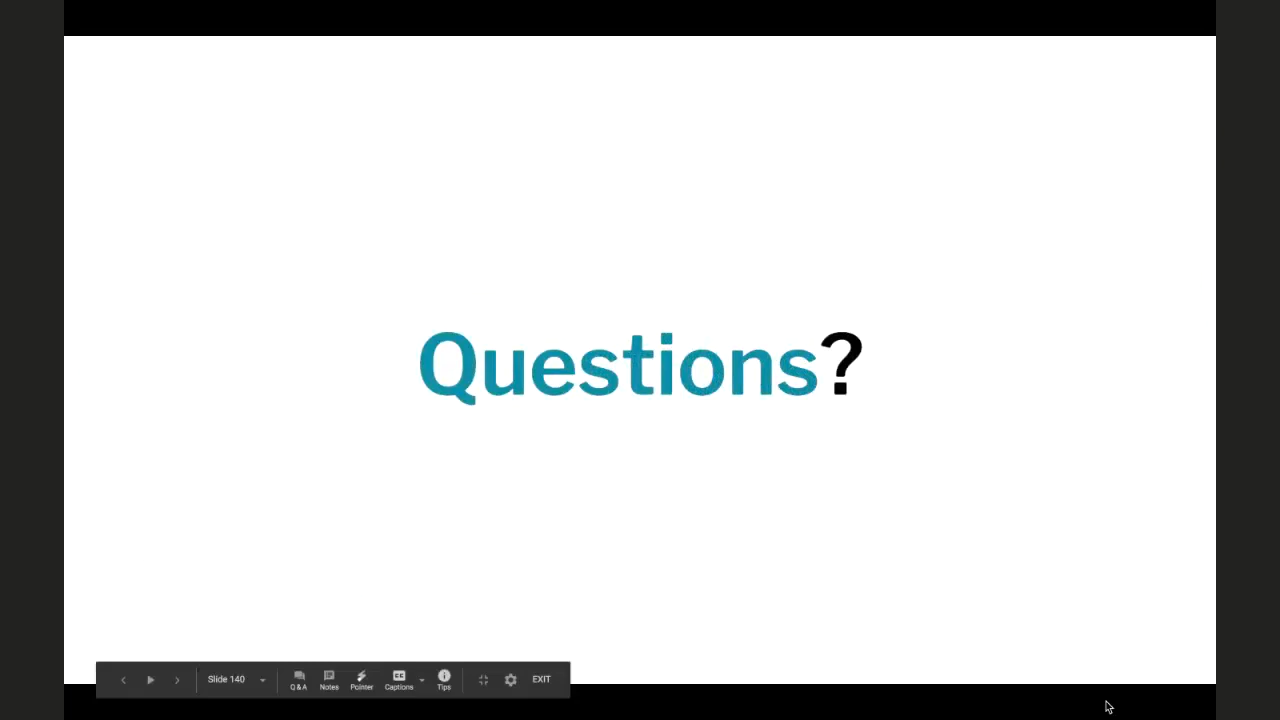 Questions?
Slide 140
Q & A
Notes
Pointer
Captions
Tips
EXIT